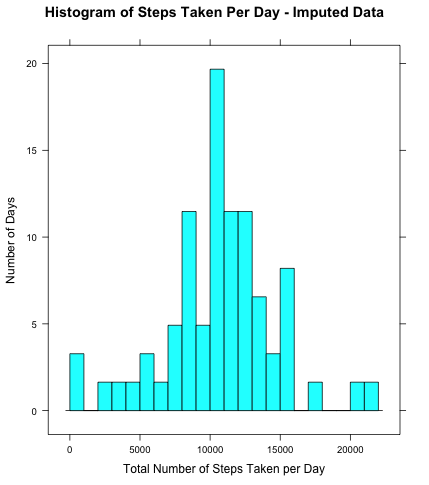 Histogram of Steps Taken Per Day - Imputed Data
Number of Days
20
15
10
5
0
0 5000 10000 15000 20000
Total Number of Steps Taken per Day